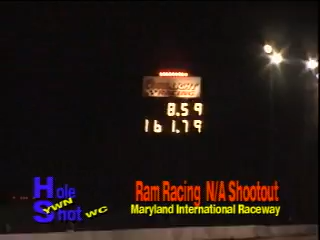 8.59
161.79
Hole
Shot
YWN
WC
Ram Racing N/A Shootout
Maryland International Raceway